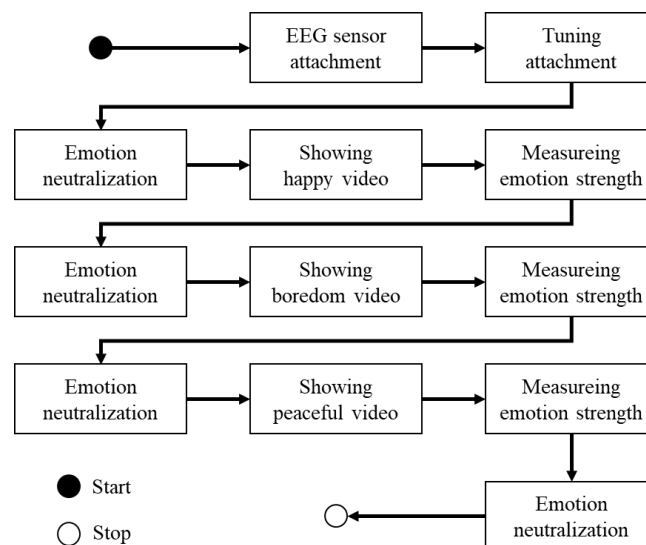 EEG sensor
attachment
Tuning
attachment
Emotion
neutralization
Showing
happy video
Measureing
emotion strength
Emotion
neutralization
Showing
boredom video
Measureing
emotion strength
Emotion
neutralization
Showing
peaceful video
Measureing
emotion strength
Start
Stop
Emotion
neutralization